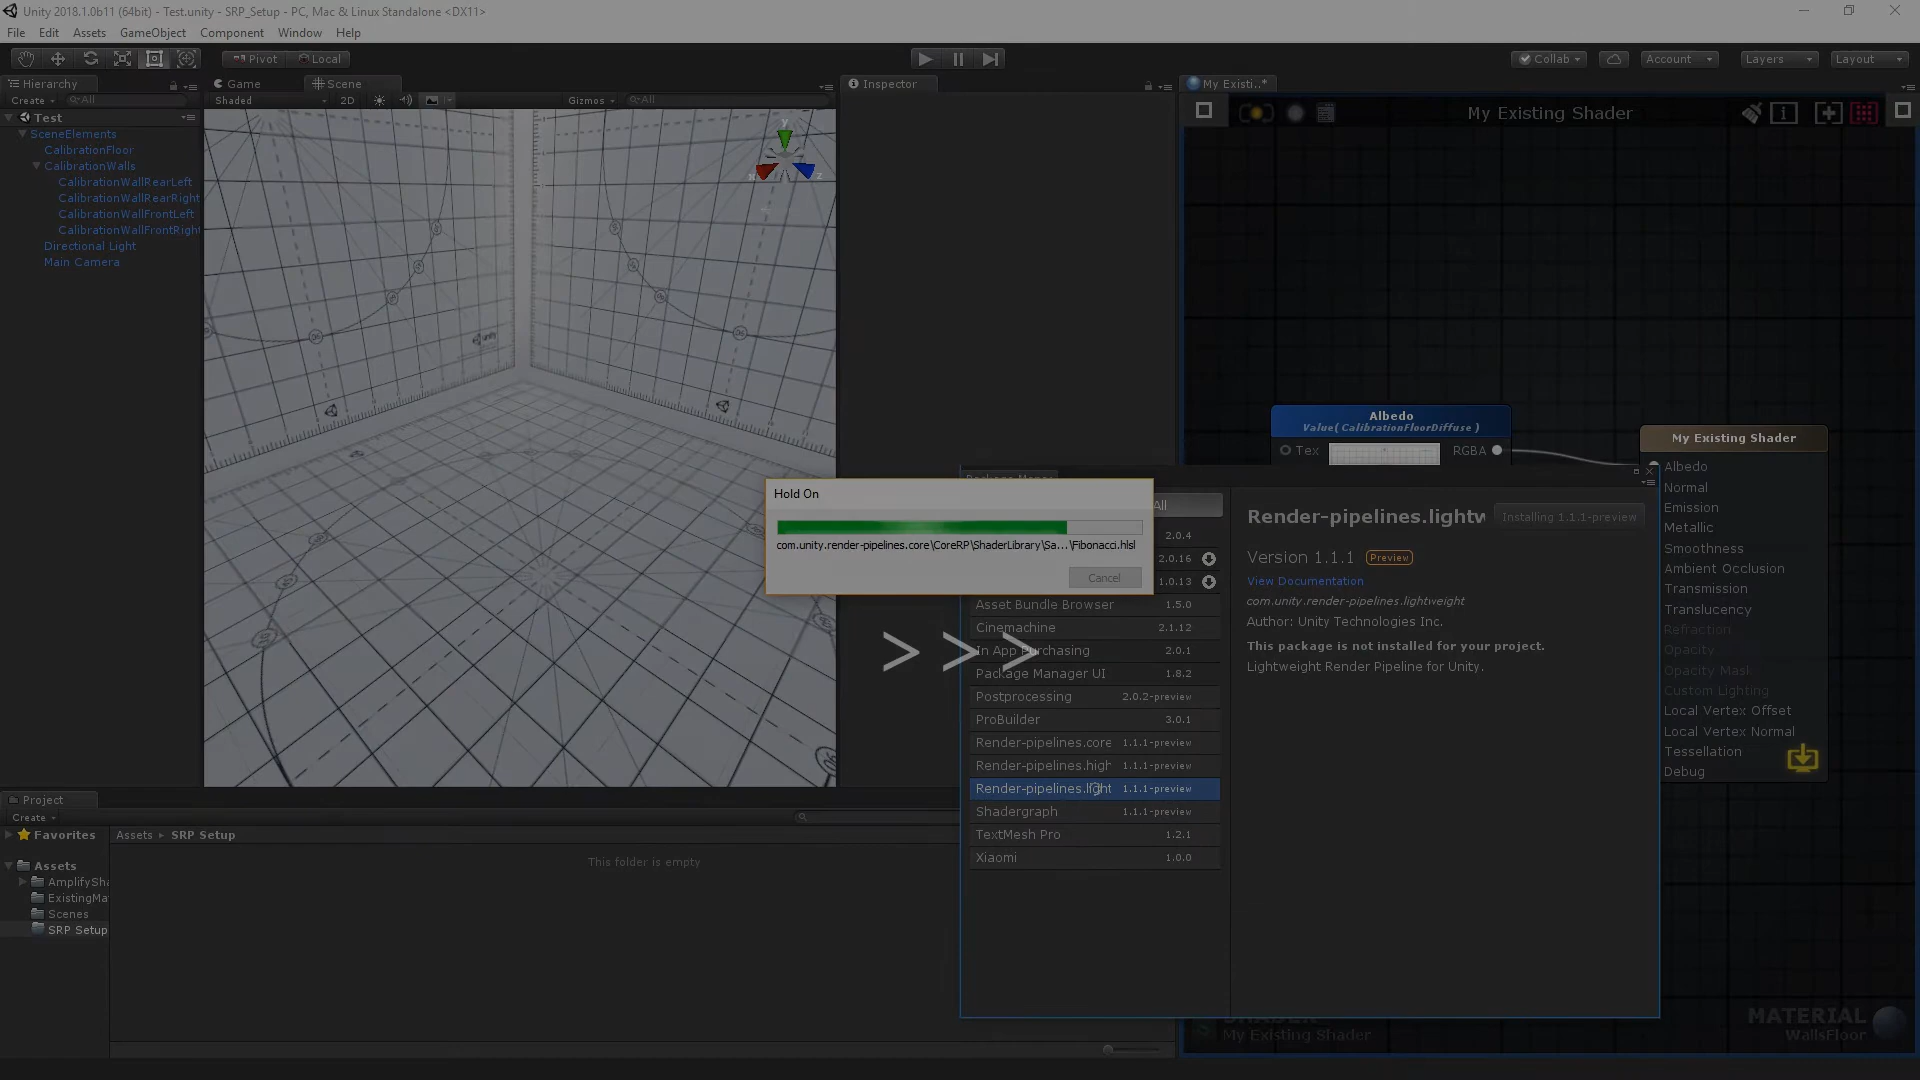 Unity 2018.1.0b11 (64bit) - Test.unity - SRP_Setup - PC, Mac & Linux Standalone <DX11>
File Edit Assets GameObject Component Window Help
Pivot Local Collab Account Layers Layout
Hierarchy
Create All
Test
SceneElements
CalibrationFloor
CalibrationWalls
CalibrationWallRearLeft
CalibrationWallRearRight
CalibrationWallFrontLeft
CalibrationWallFrontRight
Directional Light
Main Camera
Game Scene
Shaded 2D Gizmos All
y
x z
unity
Inspector
My Existi..*
My Existing Shader
Albedo
Value( CalibrationFloorDiffuse )
Tex RGBA
My Existing Shader
Albedo
Normal
Emission
Metallic
Smoothness
Ambient Occlusion
Transmission
Translucency
Refraction
Opacity
Opacity Mask
Custom Lighting
Local Vertex Offset
Local Vertex Normal
Tessellation
Debug
Hold On
com.unity.render-pipelines.core\CoreRP\ShaderLibrary\Sa...\Fibonacci.hlsl
Cancel
All
2.0.4
2.0.16
1.0.13
Asset Bundle Browser 1.5.0
Cinemachine 2.1.12
In App Purchasing 2.0.1
Package Manager UI 1.8.2
Postprocessing 2.0.2-preview
ProBuilder 3.0.1
Render-pipelines.core 1.1.1-preview
Render-pipelines.high 1.1.1-preview
Render-pipelines.light 1.1.1-preview
Shadergraph 1.1.1-preview
TextMesh Pro 1.2.1
Xiaomi 1.0.0
> > >
Render-pipelines.lightw Installing 1.1.1-preview
Version 1.1.1 Preview
View Documentation
com.unity.render-pipelines.lightweight
Author: Unity Technologies Inc.
This package is not installed for your project.
Lightweight Render Pipeline for Unity.
Project
Create
Favorites
Assets
AmplifySha
ExistingMa
Scenes
SRP Setup
Assets ▸ SRP Setup
This folder is empty
SHADER
My Existing Shader
MATERIAL
WallsFloor